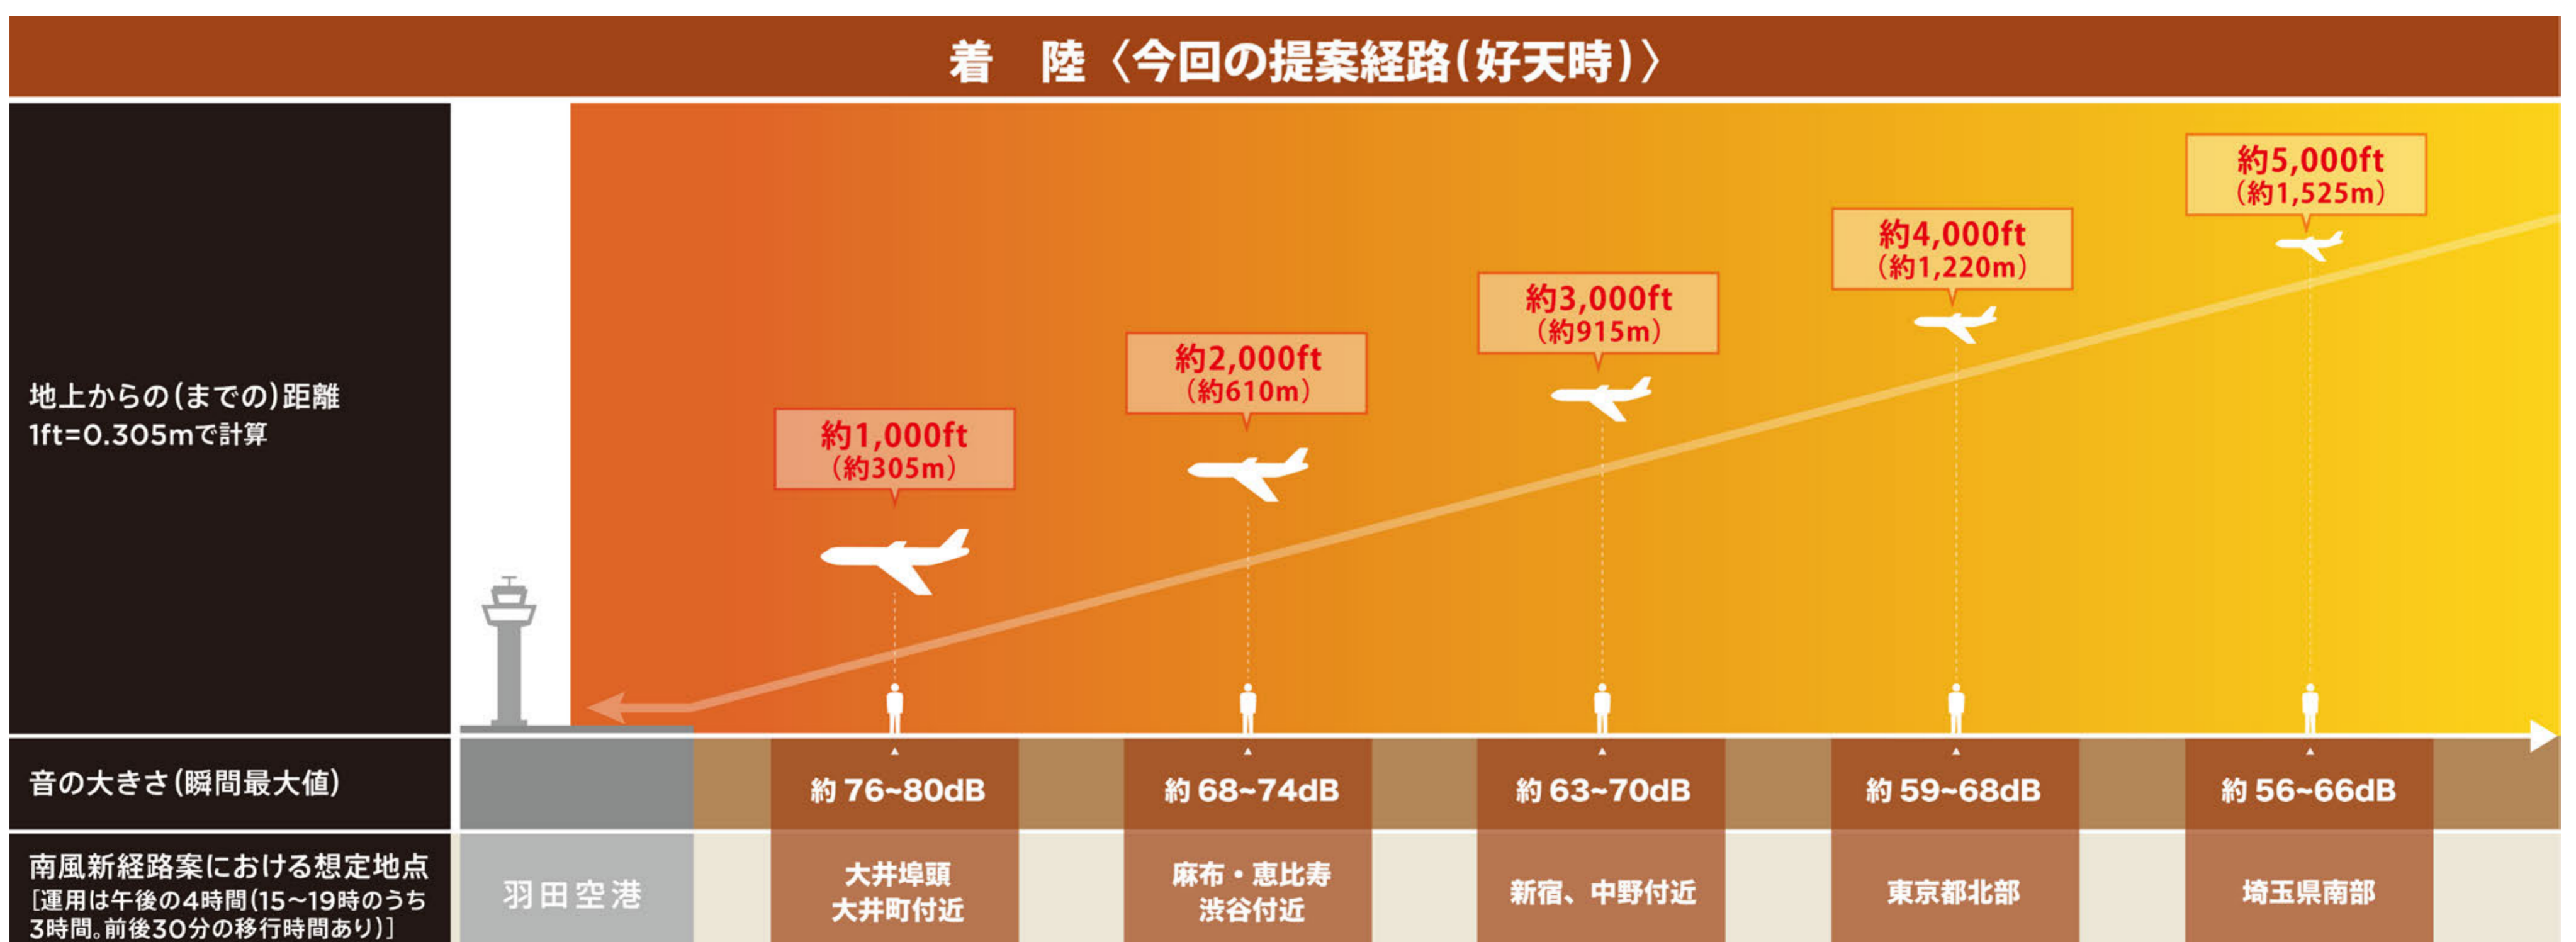 着　陸〈今回の提案経路(好天時)〉
地上からの(までの)距離
1ft=0.305mで計算
約1,000ft
(約305m)
約2,000ft
(約610m)
約3,000ft
(約915m)
約4,000ft
(約1,220m)
約5,000ft
(約1,525m)
音の大きさ(瞬間最大値)
約 76~80dB
約 68~74dB
約 63~70dB
約 59~68dB
約 56~66dB
南風新経路案における想定地点
[運用は午後の4時間(15~19時のうち
3時間。前後30分の移行時間あり)]
羽田空港
大井埠頭
大井町付近
麻布・恵比寿
渋谷付近
新宿、中野付近
東京都北部
埼玉県南部